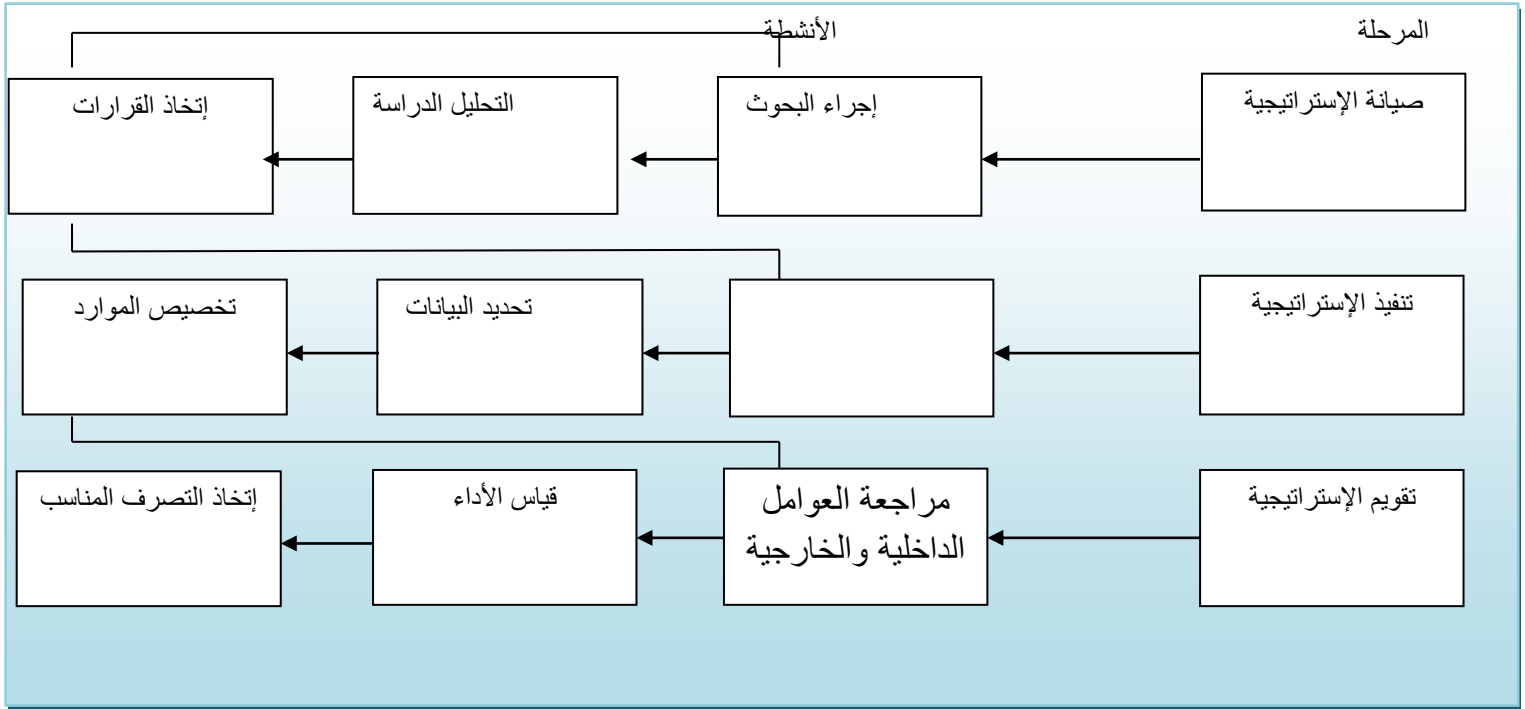 المرحلة
الأنشطة
صيانة الإستراتيجية
إجراء البحوث
التحليل الدراسة
إتخاذ القرارات
تنفيذ الإستراتيجية
تحديد البيانات
تخصيص الموارد
تقويم الإستراتيجية
مراجعة العوامل
الداخلية والخارجية
قياس الأداء
إتخاذ التصرف المناسب